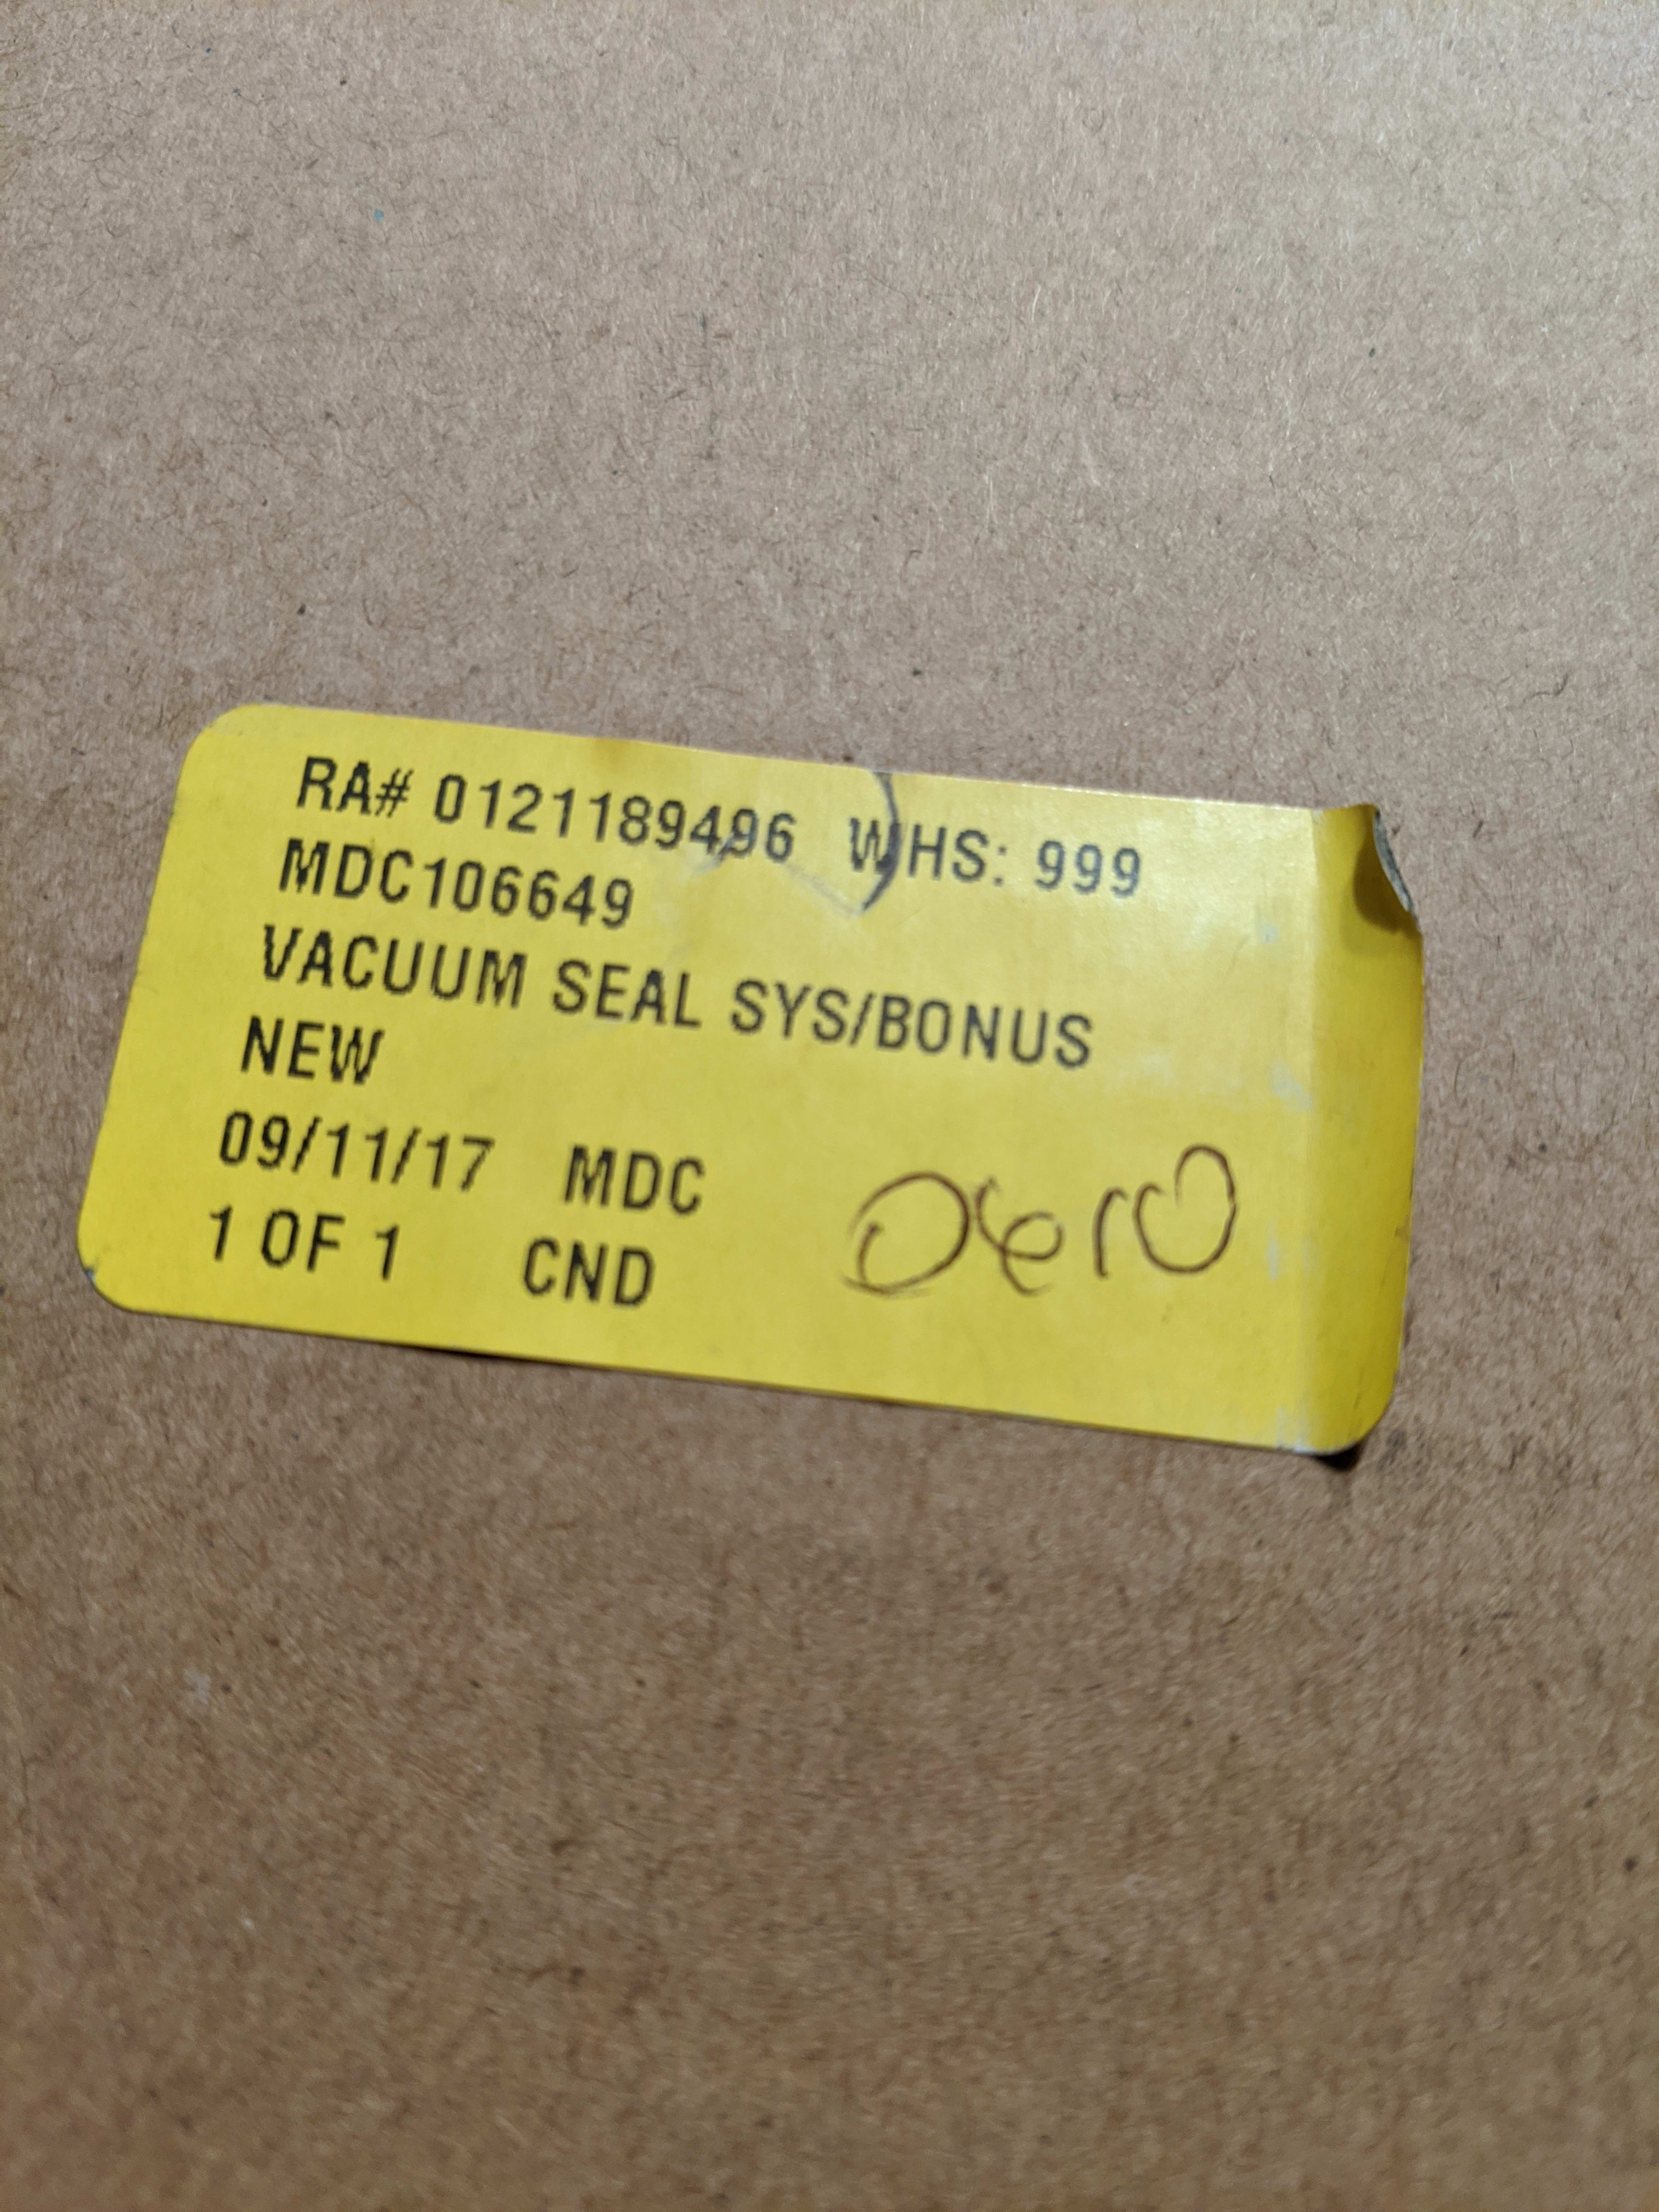 RA# 0121189496 WHS: 999
MDC106649
VACUUM SEAL SYS/BONUS
NEW
09/11/17 MDC
1 OF 1 CND